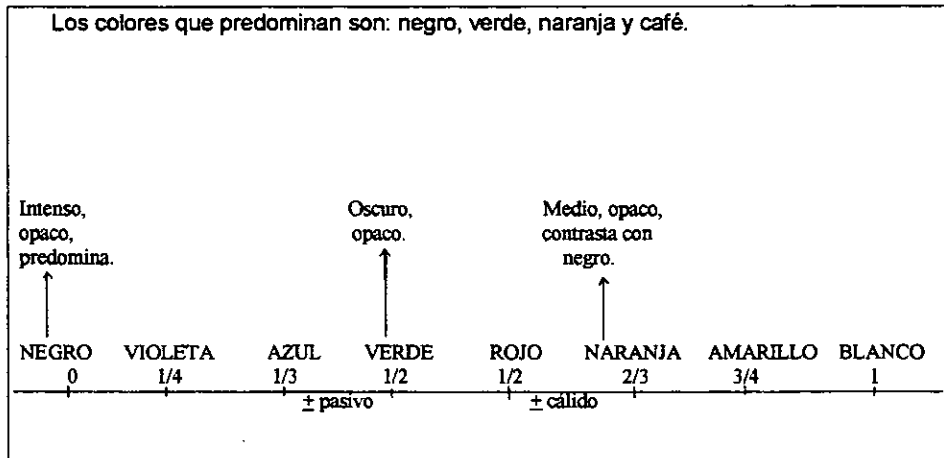 Los colores que predominan son: negro, verde, naranja y café.
Intenso,
opaco,
predomina.
Oscuro,
opaco.
Medio, opaco,
contrasta con
negro.
NEGRO VIOLETA AZUL VERDE ROJO NARANJA AMARILLO BLANCO
0 1/4 1/3 1/2 1/2 2/3 3/4 1
± pasivo ± cálido